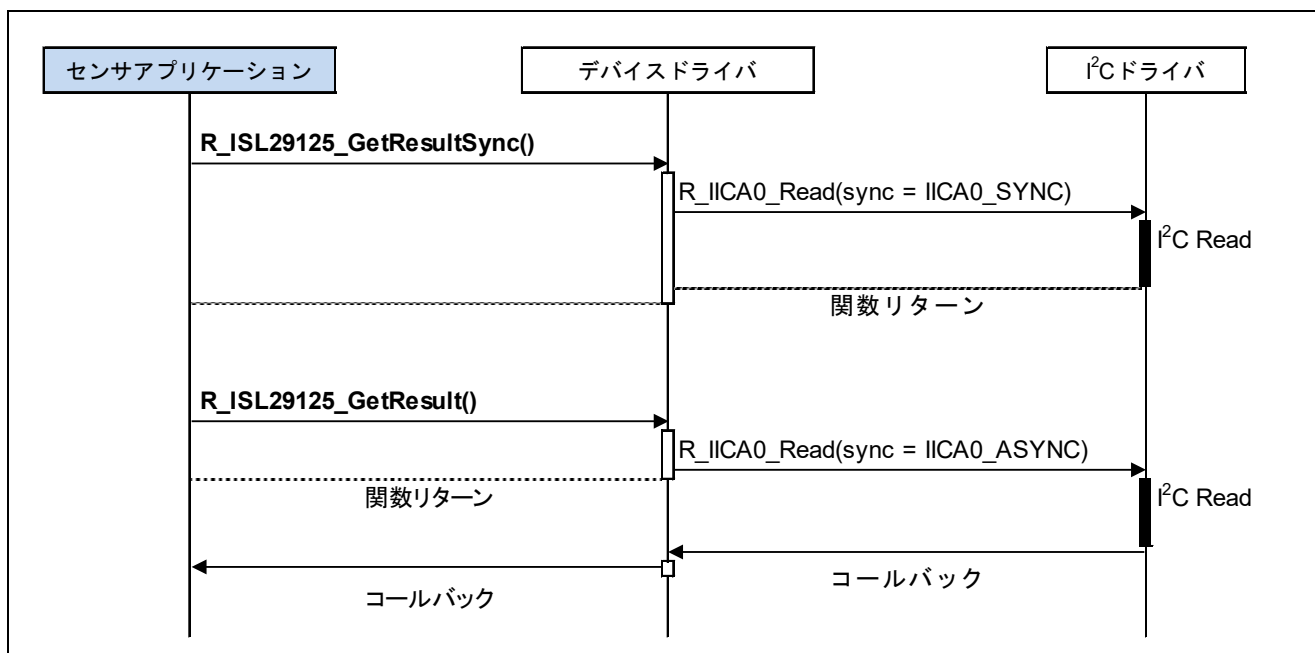 センサアプリケーション
デバイスドライバ
I²Cドライバ
R_ISL29125_GetResultSync()
R_IICA0_Read(sync = IICA0_SYNC)
I²C Read
関数リターン
R_ISL29125_GetResult()
R_IICA0_Read(sync = IICA0_ASYNC)
関数リターン
I²C Read
コールバック
コールバック